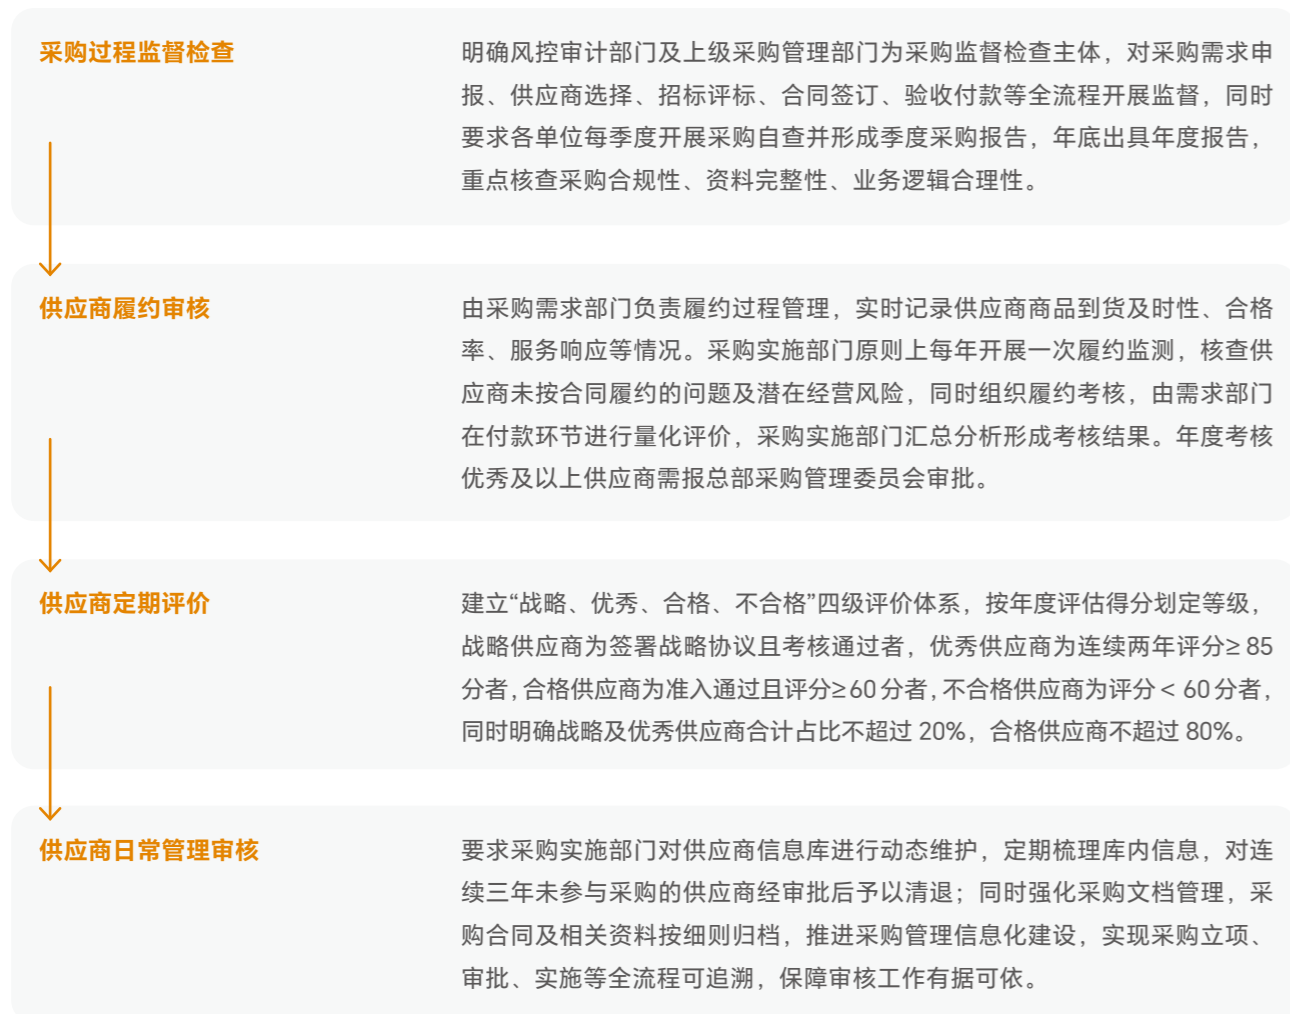 采购过程监督检查
明确风控审计部门及上级采购管理部门为采购监督检查主体，对采购需求申
报、供应商选择、招标评标、合同签订、验收付款等全流程开展监督，同时
要求各单位每季度开展采购自查并形成季度采购报告，年底出具年度报告，
重点核查采购合规性、资料完整性、业务逻辑合理性。
供应商履约审核
由采购需求部门负责履约过程管理，实时记录供应商商品到货及时性、合格
率、服务响应等情况。采购实施部门原则上每年开展一次履约监测，核查供
应商未按合同履约的问题及潜在经营风险，同时组织履约考核，由需求部门
在付款环节进行量化评价，采购实施部门汇总分析形成考核结果。年度考核
优秀及以上供应商需报总部采购管理委员会审批。
供应商定期评价
建立“战略、优秀、合格、不合格”四级评价体系，按年度评估得分划定等级，
战略供应商为签署战略协议且考核通过者，优秀供应商为连续两年评分≥ 85
分者，合格供应商为准入通过且评分≥60 分者，不合格供应商为评分＜ 60 分者，
同时明确战略及优秀供应商合计占比不超过 20%，合格供应商不超过 80%。
供应商日常管理审核
要求采购实施部门对供应商信息库进行动态维护，定期梳理库内信息，对连
续三年未参与采购的供应商经审批后予以清退；同时强化采购文档管理，采
购合同及相关资料按细则归档，推进采购管理信息化建设，实现采购立项、
审批、实施等全流程可追溯，保障审核工作有据可依。